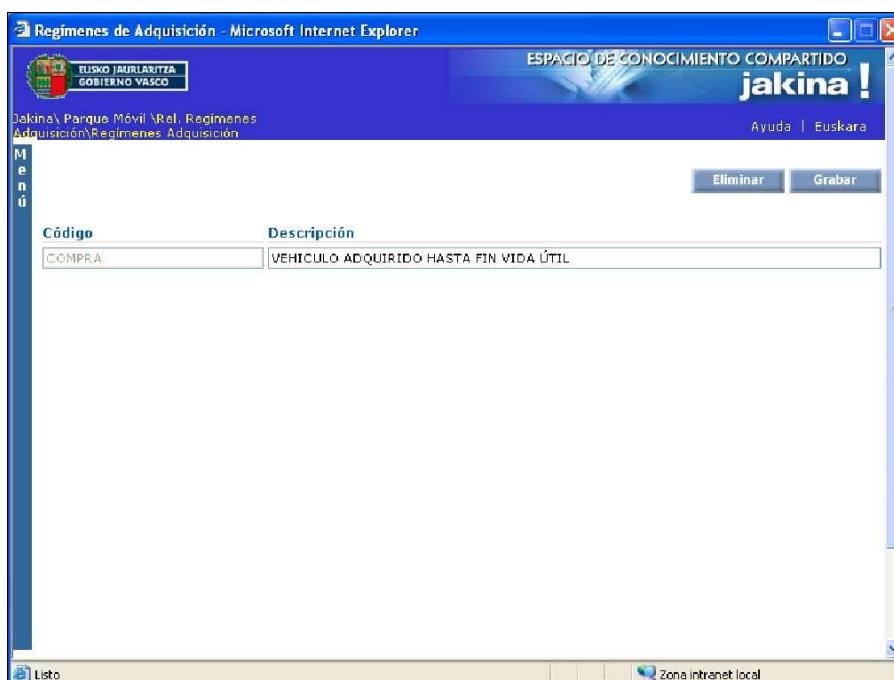 Regímenes de Adquisición - Microsoft Internet Explorer
EUSKO JAURLARITZA
GOBIERNO VASCO
ESPACIO DE CONOCIMIENTO COMPARTIDO
jakina !
Jakina\ Parque Móvil \Rel. Regímenes
Adquisición\Regímenes Adquisición
Ayuda | Euskara
Menú
Eliminar Grabar
Código Descripción
COMPRA VEHICULO ADQUIRIDO HASTA FIN VIDA ÚTIL
Listo Zona intranet local